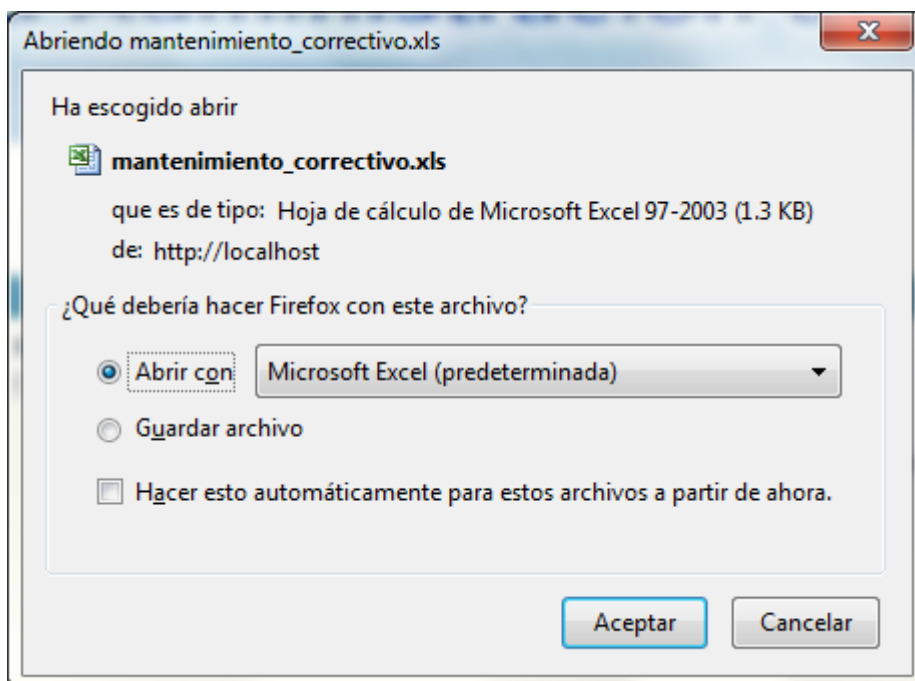 Abriendo mantenimiento_correctivo.xls
Ha escogido abrir
mantenimiento_correctivo.xls
que es de tipo: Hoja de cálculo de Microsoft Excel 97-2003 (1.3 KB)
de: http://localhost
¿Qué debería hacer Firefox con este archivo?
Abrir con Microsoft Excel (predeterminada)
Guardar archivo
Hacer esto automáticamente para estos archivos a partir de ahora.
Aceptar Cancelar